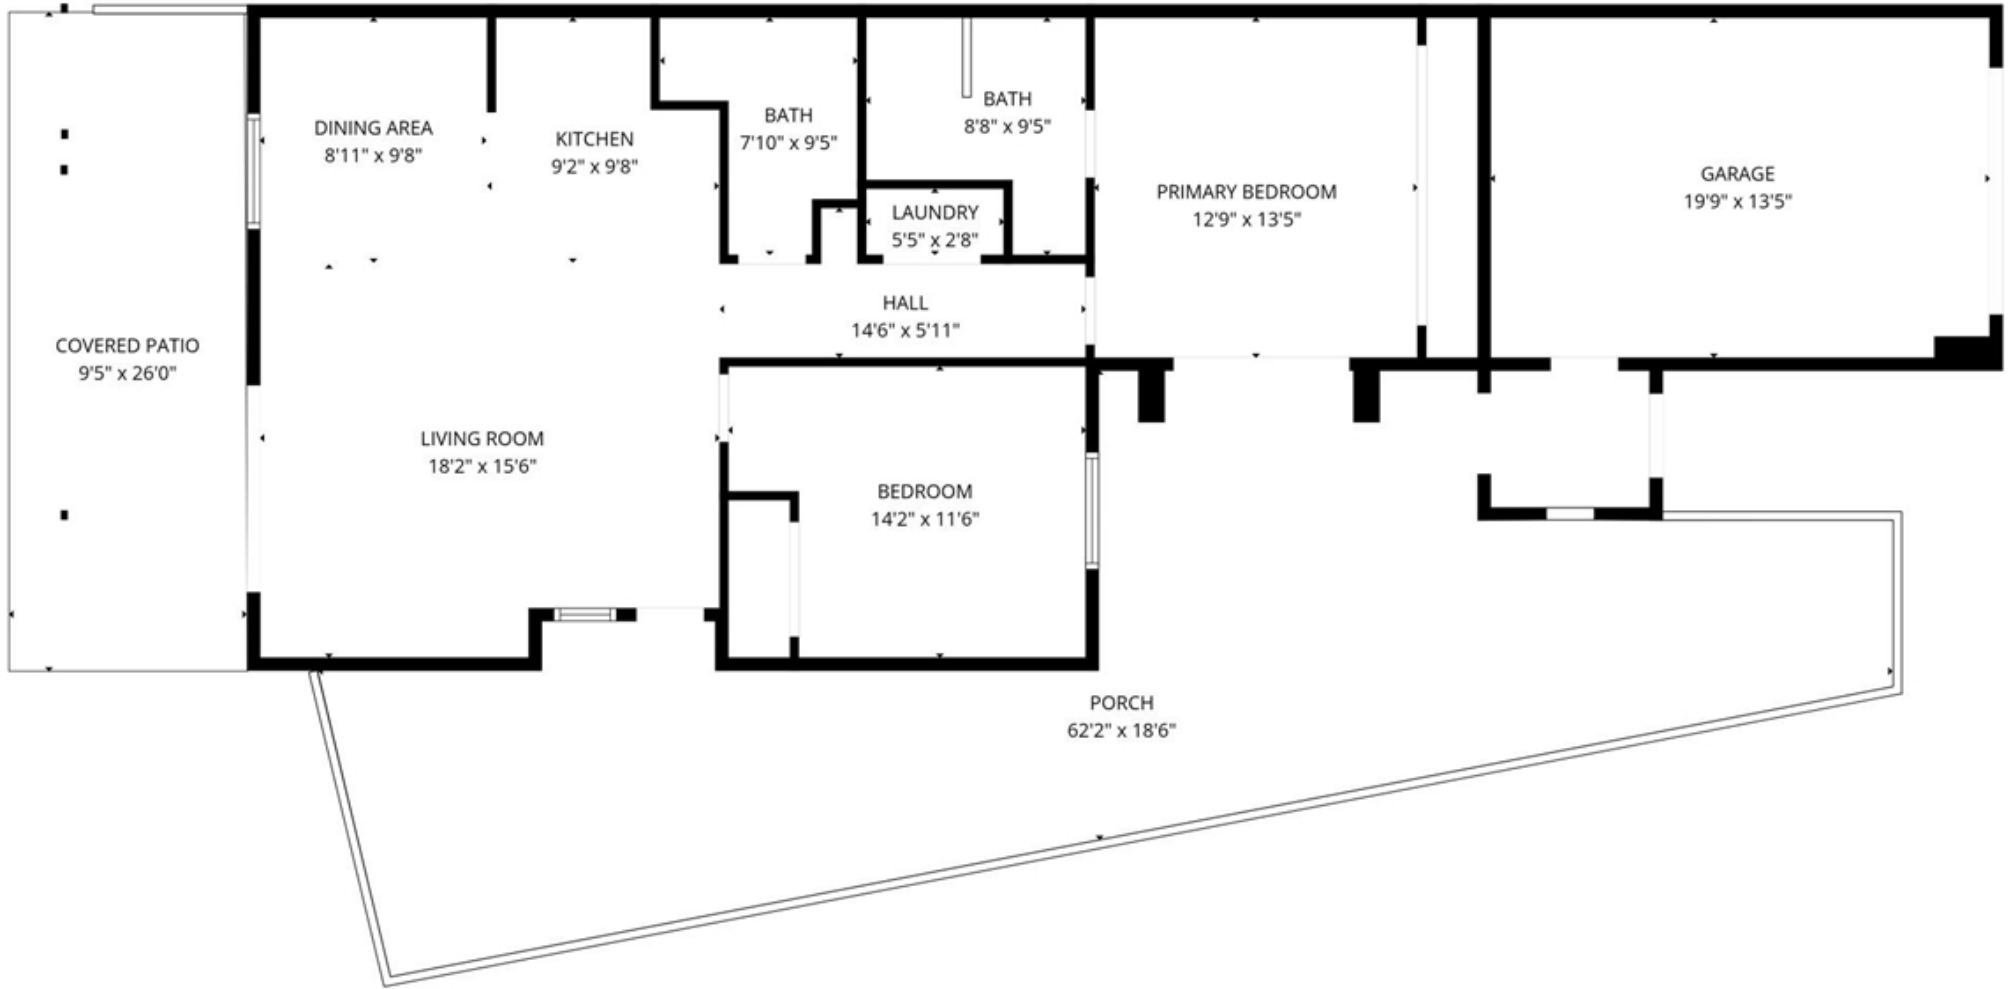 DINING AREA
8'11" x 9'8"
KITCHEN
9'2" x 9'8"
BATH
7'10" x 9'5"
BATH
8'8" x 9'5"
LAUNDRY
5'5" x 2'8"
PRIMARY BEDROOM
12'9" x 13'5"
GARAGE
19'9" x 13'5"
HALL
14'6" x 5'11"
COVERED PATIO
9'5" x 26'0"
LIVING ROOM
18'2" x 15'6"
BEDROOM
14'2" x 11'6"
PORCH
62'2" x 18'6"